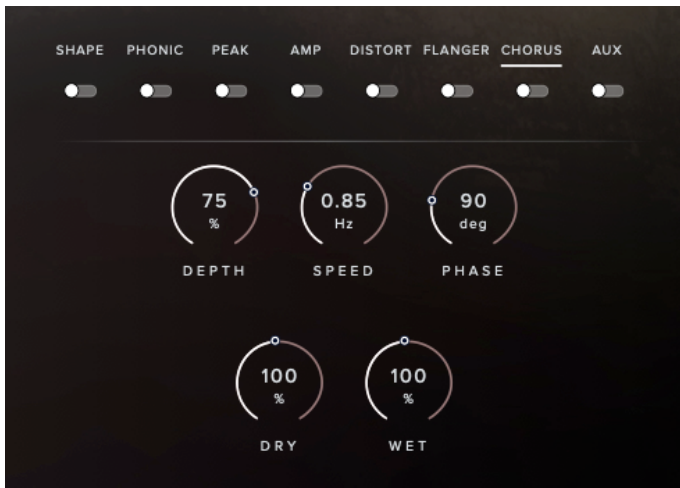 SHAPE PHONIC PEAK AMP DISTORT FLANGER CHORUS AUX
75 0.85 90
% Hz deg
DEPTH SPEED PHASE
100 100
% %
DRY WET